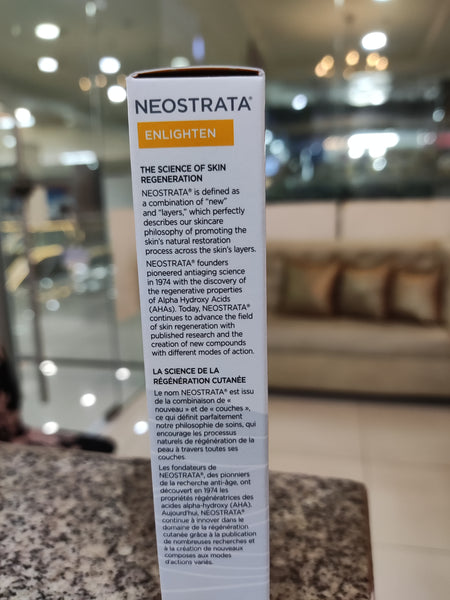 NEOSTRATA®
ENLIGHTEN
THE SCIENCE OF SKIN
REGENERATION
NEOSTRATA® is defined as
a combination of "new"
and "layers," which perfectly
describes our skincare
philosophy of promoting the
skin's natural restoration
process across the skin's layers.
NEOSTRATA® founders
pioneered antiaging science
in 1974 with the discovery of
the regenerative properties
of Alpha Hydroxy Acids
(AHAs). Today, NEOSTRATA®
continues to advance the field
of skin regeneration with
published research and the
creation of new compounds
with different modes of action.
LA SCIENCE DE LA
RÉGÉNÉRATION CUTANÉE
Le nom NEOSTRATA® est issu
de la combinaison de «
nouveau » et de « couches »,
ce qui définit parfaitement
notre philosophie de soins, qui
encourage les processus
naturels de régénération de la
peau à travers toutes ses
couches.
Les fondateurs de
NEOSTRATA®, des pionniers
de la recherche anti-âge, ont
découvert en 1974 les
propriétés régénératrices des
acides alpha-hydroxy (AHA).
Aujourd'hui, NEOSTRATA®
continue à innover dans le
domaine de la régénération
cutanée grâce à la publication
de nombreuses recherches et
à la création de nouveaux
composés aux modes
d'actions variés.